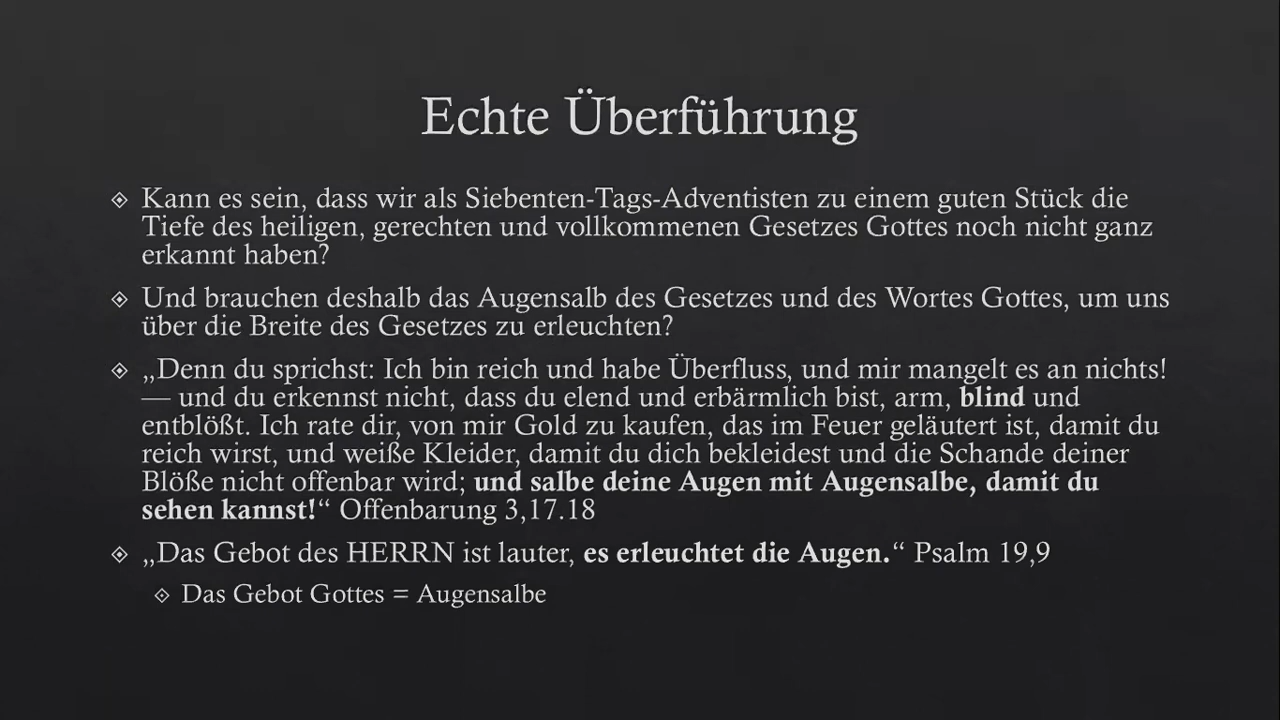 Echte Überführung
Kann es sein, dass wir als Siebenten-Tags-Adventisten zu einem guten Stück die
Tiefe des heiligen, gerechten und vollkommenen Gesetzes Gottes noch nicht ganz
erkannt haben?
Und brauchen deshalb das Augensalb des Gesetzes und des Wortes Gottes, um uns
über die Breite des Gesetzes zu erleuchten?
„Denn du sprichst: Ich bin reich und habe Überfluss, und mir mangelt es an nichts!
— und du erkennst nicht, dass du elend und erbärmlich bist, arm, blind und
entblößt. Ich rate dir, von mir Gold zu kaufen, das im Feuer geläutert ist, damit du
reich wirst, und weiße Kleider, damit du dich bekleidest und die Schande deiner
Blöße nicht offenbar wird; und salbe deine Augen mit Augensalbe, damit du
sehen kannst!“ Offenbarung 3,17.18
„Das Gebot des HERRN ist lauter, es erleuchtet die Augen.“ Psalm 19,9
Das Gebot Gottes = Augensalbe